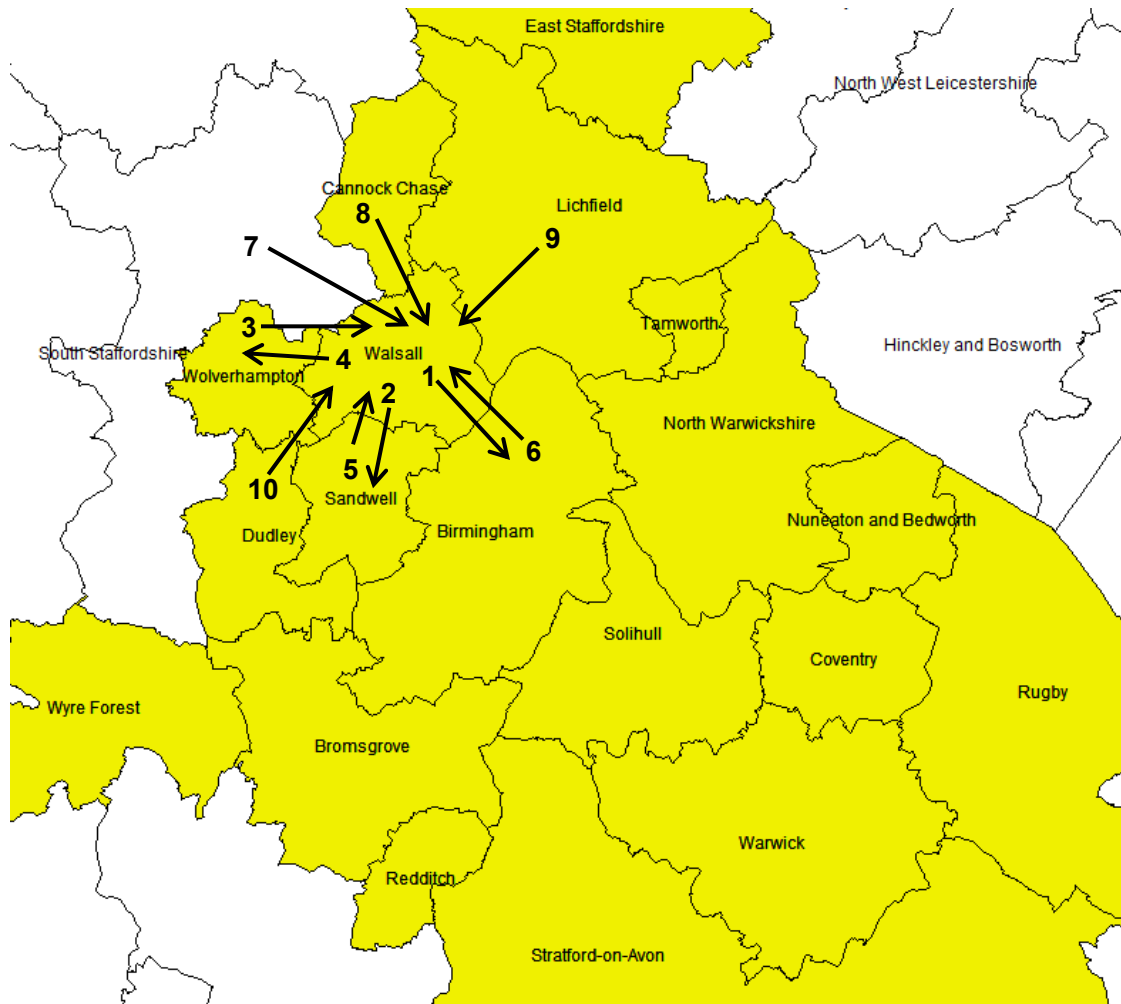 East Staffordshire
North West Leicestershire
Cannock Chase
Lichfield
8
7
9
Tamworth
3
South Staffordshire
Walsall
4
Hinckley and Bosworth
Wolverhampton
1
2
North Warwickshire
6
5
10
Sandwell
Nuneaton and Bedworth
Dudley
Birmingham
Solihull
Coventry
Rugby
Wyre Forest
Bromsgrove
Warwick
Redditch
Stratford-on-Avon